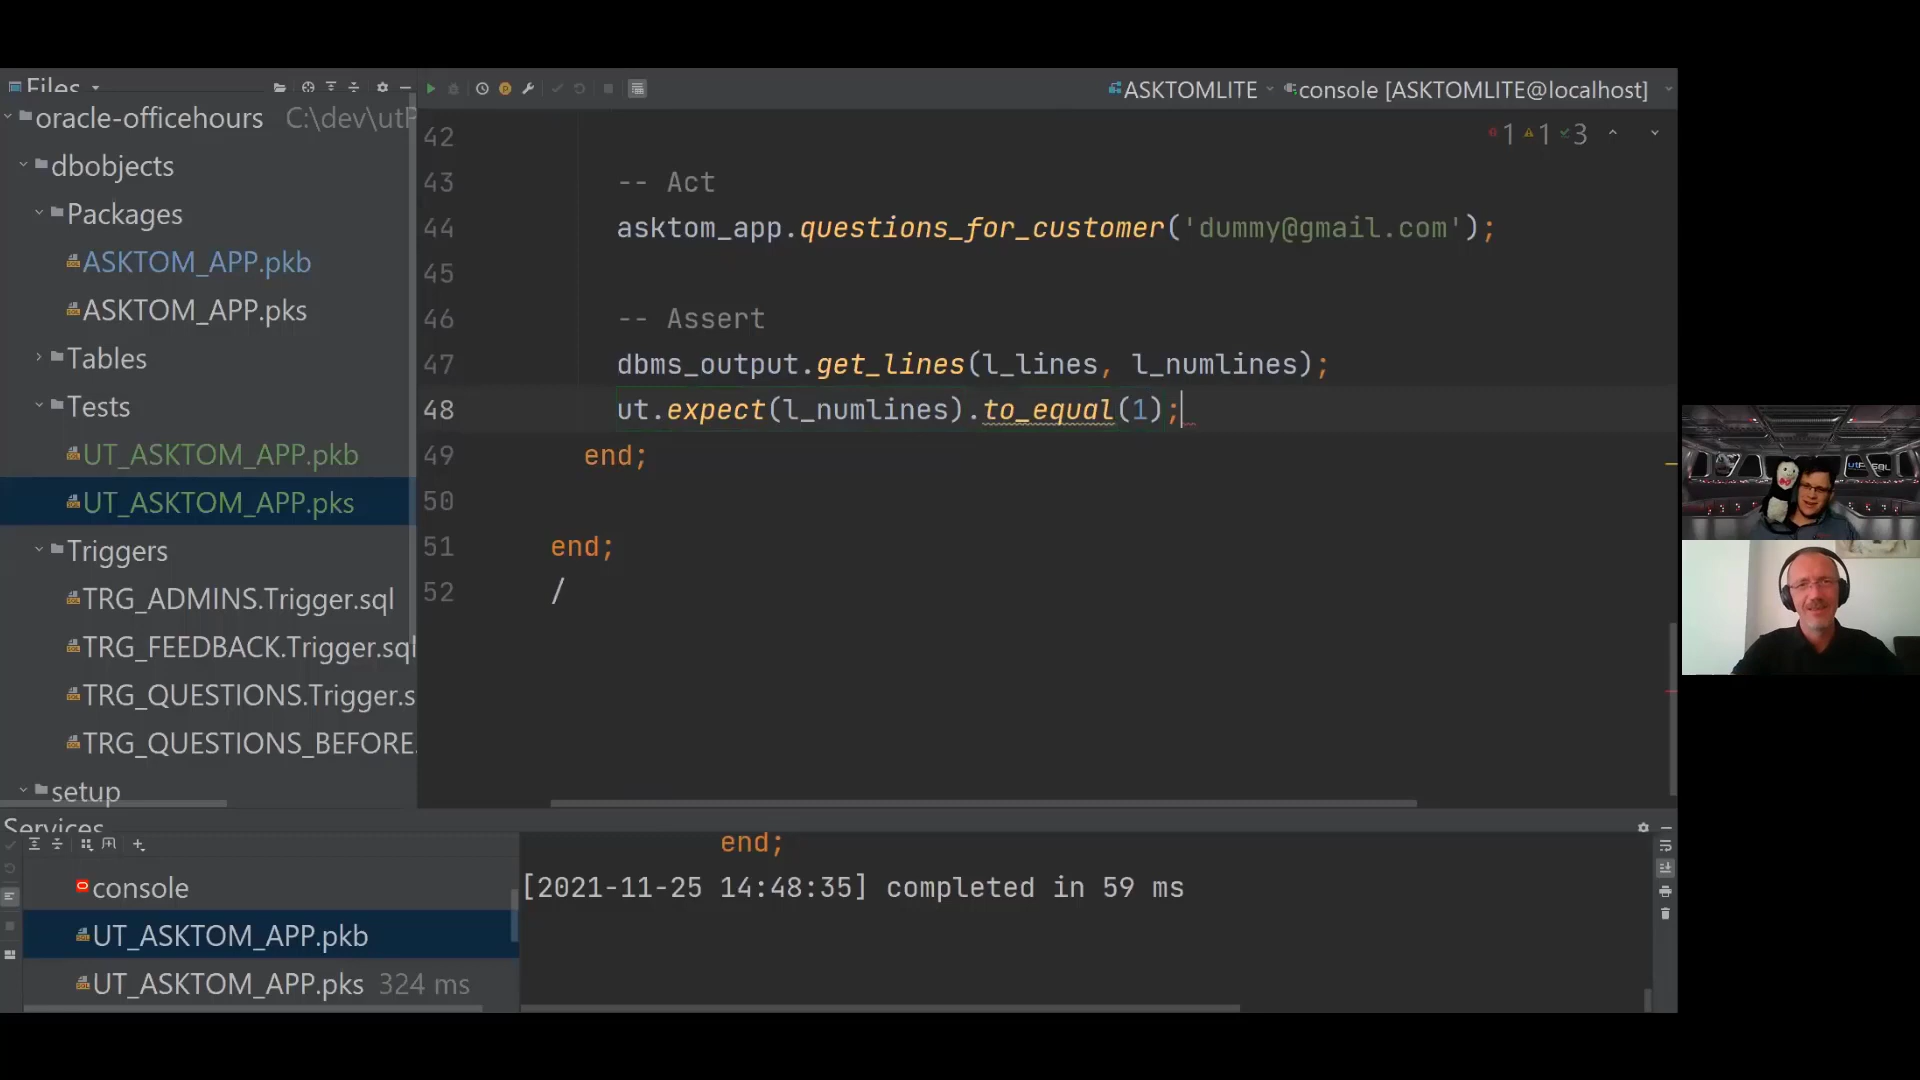 Files
ASKTOMLITE
console [ASKTOMLITE@localhost]
oracle-officehours C:\dev\utP
dbobjects
Packages
ASKTOM_APP.pkb
ASKTOM_APP.pks
Tables
Tests
UT_ASKTOM_APP.pkb
UT_ASKTOM_APP.pks
Triggers
TRG_ADMINS.Trigger.sql
TRG_FEEDBACK.Trigger.sql
TRG_QUESTIONS.Trigger.s
TRG_QUESTIONS_BEFORE.
setup
1 1 3
42
43 -- Act
44 asktom_app.questions_for_customer('dummy@gmail.com');
45
46 -- Assert
47 dbms_output.get_lines(l_lines, l_numlines);
48 ut.expect(l_numlines).to_equal(1);
49 end;
50
51 end;
52 /
Services
console
UT_ASKTOM_APP.pkb
UT_ASKTOM_APP.pks 324 ms
end;
[2021-11-25 14:48:35] completed in 59 ms